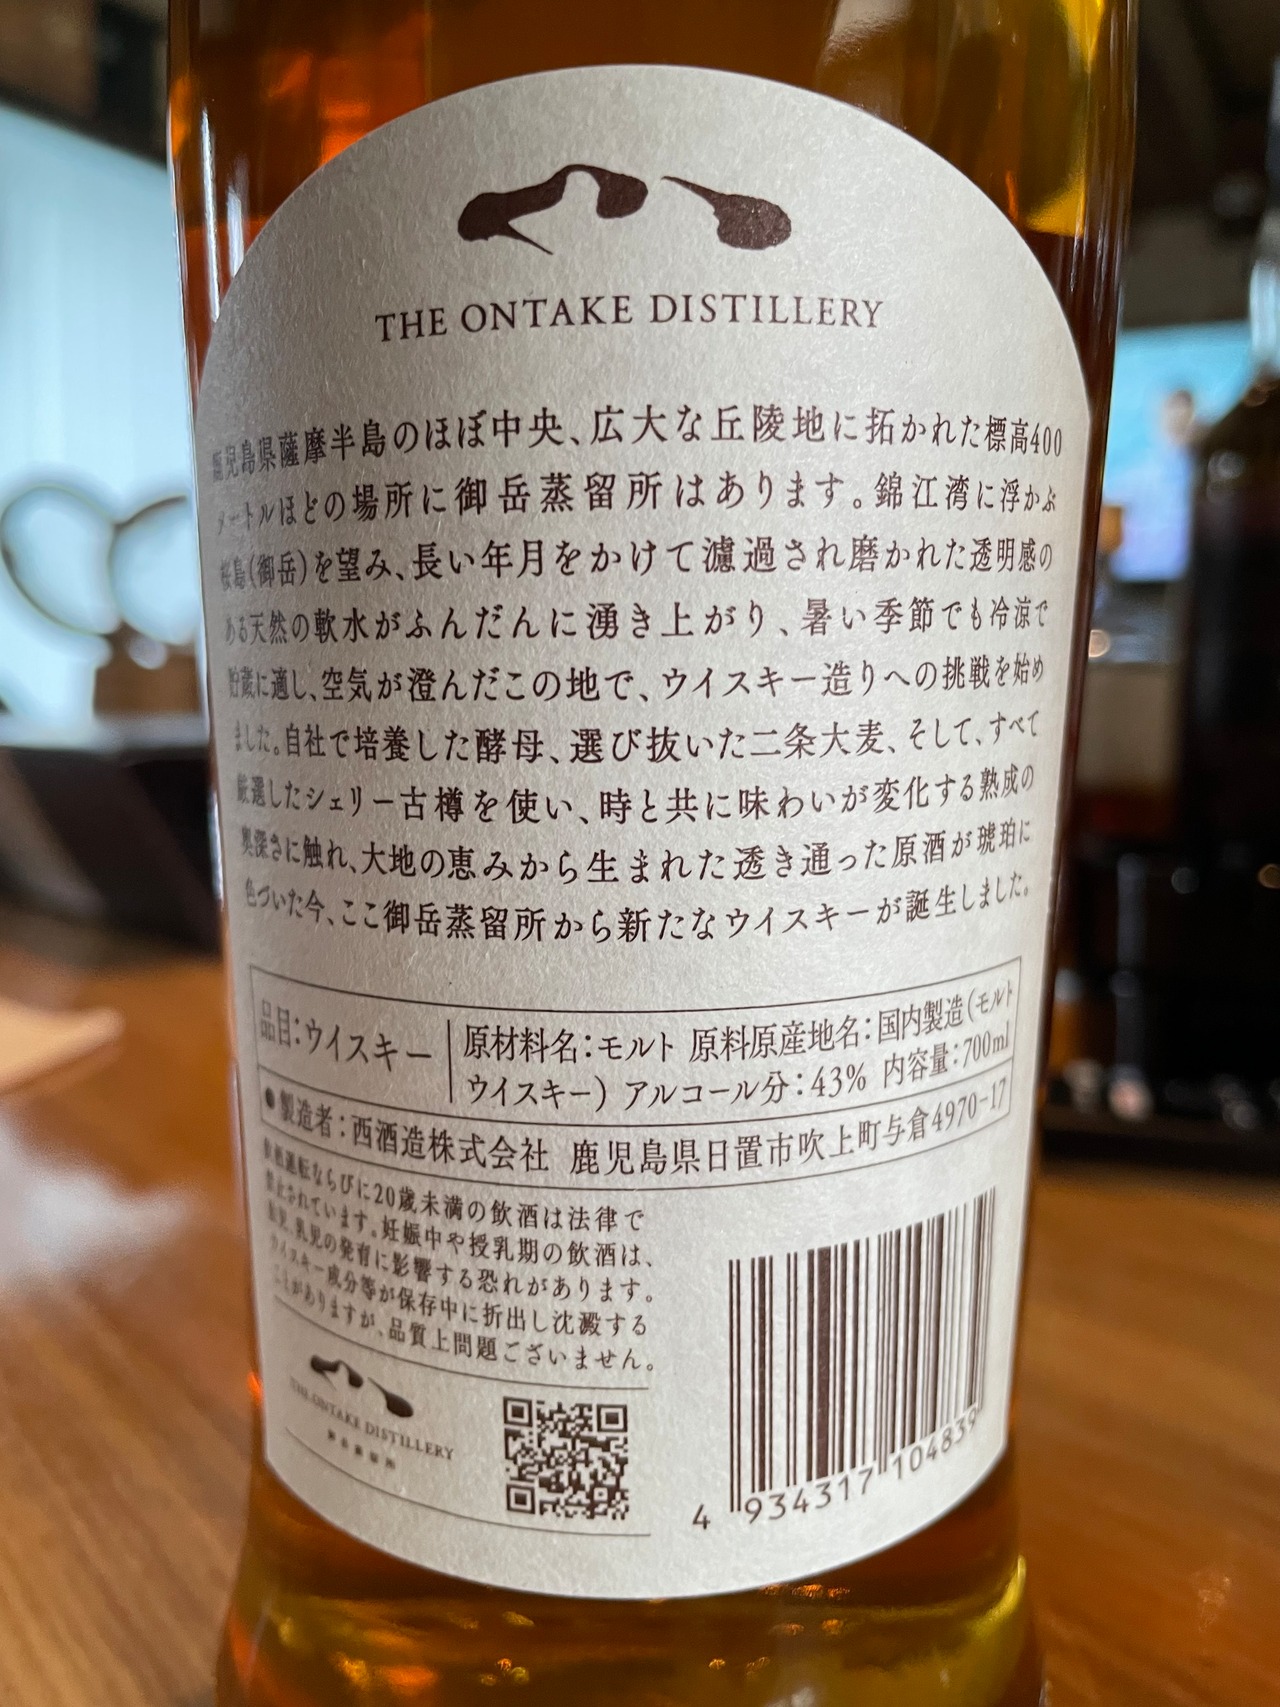 THE ONTAKE DISTILLERY
鹿児島県薩摩半島のほぼ中央、広大な丘陵地に拓かれた標高400
メートルほどの場所に御岳蒸留所はあります。錦江湾に浮かぶ
桜島(御岳)を望み、長い年月をかけて濾過され磨かれた透明感の
ある天然の軟水がふんだんに湧き上がり、暑い季節でも冷涼で
貯蔵に適し、空気が澄んだこの地で、ウイスキー造りへの挑戦を始め
ました。自社で培養した酵母、選び抜いた二条大麦、そして、すべて
厳選したシェリー古樽を使い、時と共に味わいが変化する熟成の
奥深さに触れ、大地の恵みから生まれた透き通った原酒が琥珀に
色づいた今、ここ御岳蒸留所から新たなウイスキーが誕生しました。
品目:ウイスキー
原材料名:モルト 原料原産地名:国内製造(モルト
ウイスキー) アルコール分:43% 内容量:700ml
●製造者:西酒造株式会社 鹿児島県日置市吹上町与倉4970-17
飲酒運転ならびに20歳未満の飲酒は法律で
禁止されています。妊娠中や授乳期の飲酒は、
胎児、乳児の発育に影響する恐れがあります。
ウイスキー成分等が保存中に折出し沈澱する
ことがありますが、品質上問題ございません。
THE ONTAKE DISTILLERY
御岳蒸留所
4 934317 104839